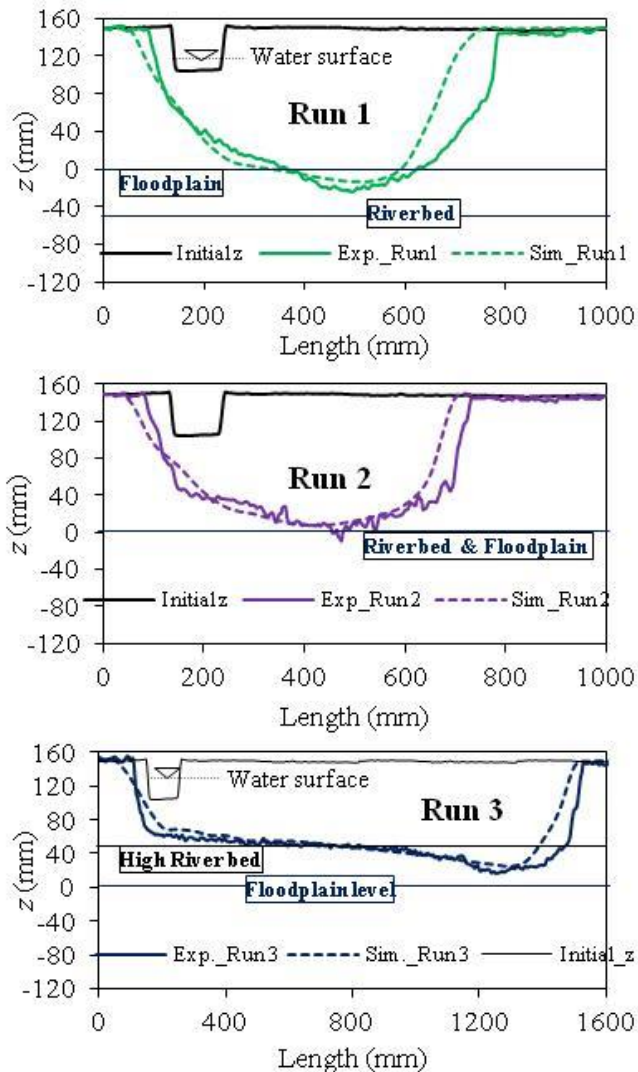 160
120
80
40
0
-40
-80
-120
z (mm)
Water surface
Run 1
Floodplain
Riverbed
Initialz
Exp._Run1
Sim_Run1
0
200
400
600
800
1000
Length (mm)
160
120
80
40
0
-40
-80
-120
z (mm)
Run 2
Riverbed & Floodplain
Initialz
Exp_Run2
Sim_Run2
0
200
400
600
800
1000
Length (mm)
160
120
80
40
0
-40
-80
-120
z (mm)
Water surface
Run 3
High Riverbed
Floodplain level
Exp._Run3
Sim._Run3
Initial_z
0
400
800
1200
1600
Length (mm)